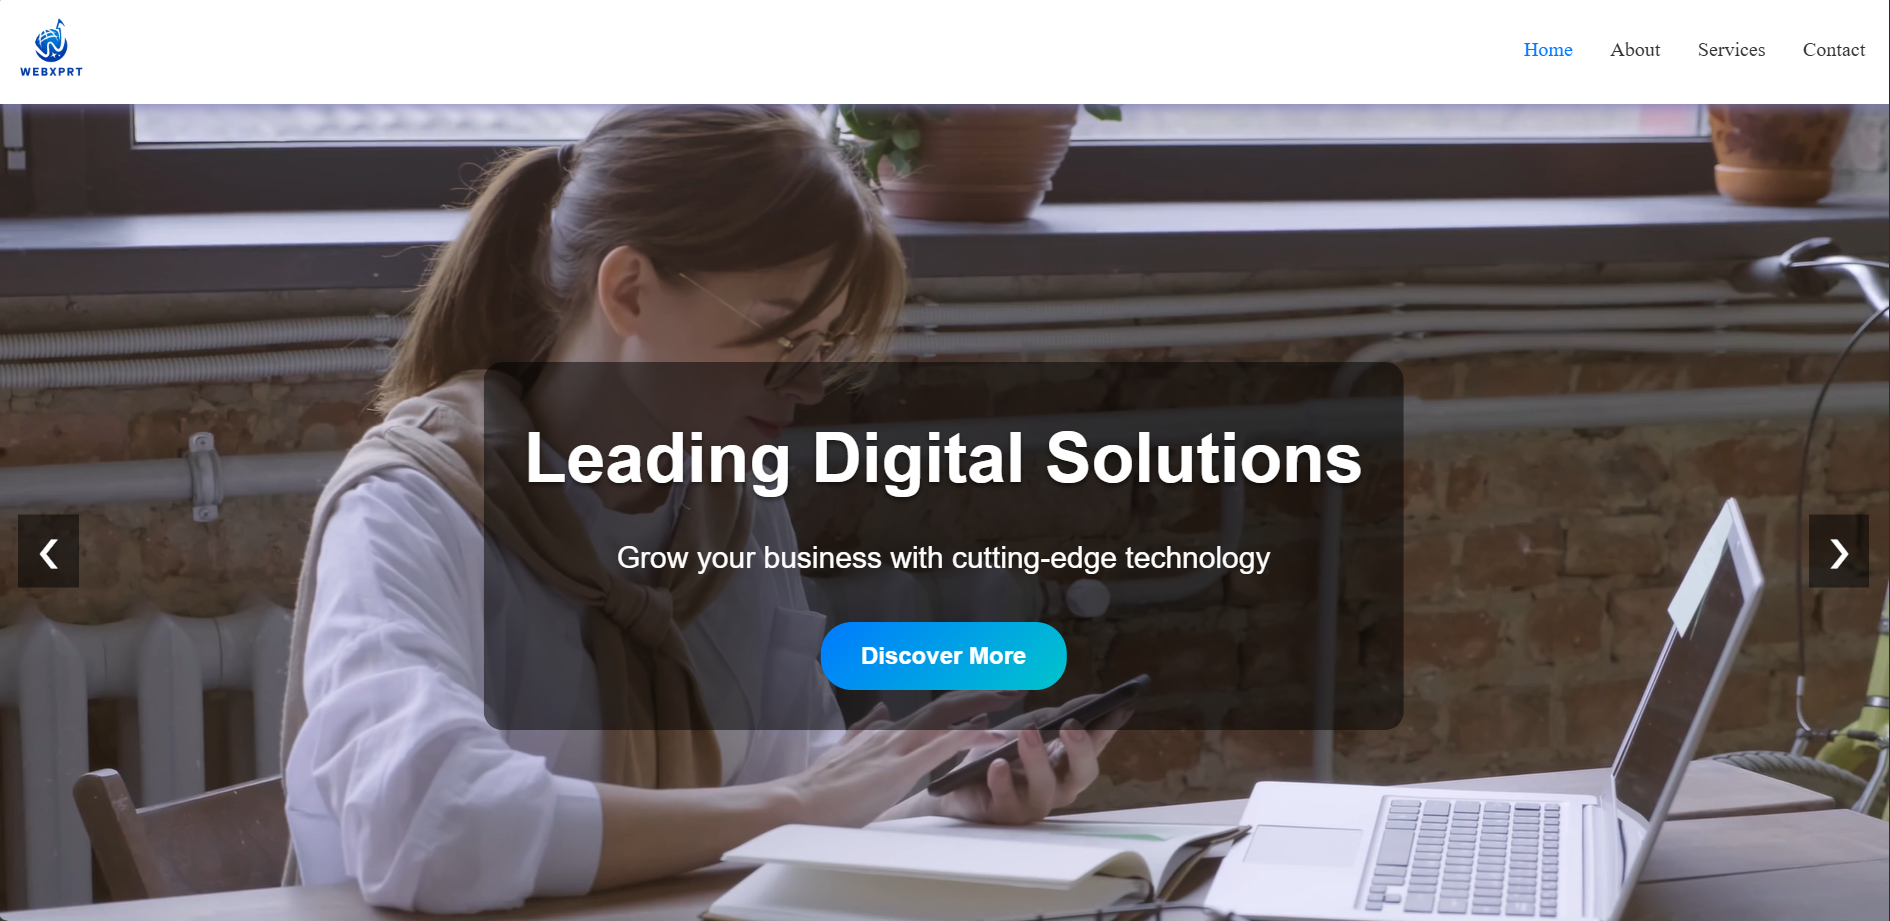 WEBXPRT
Home About Services Contact
Leading Digital Solutions
Grow your business with cutting-edge technology
❮ ❯
Discover More